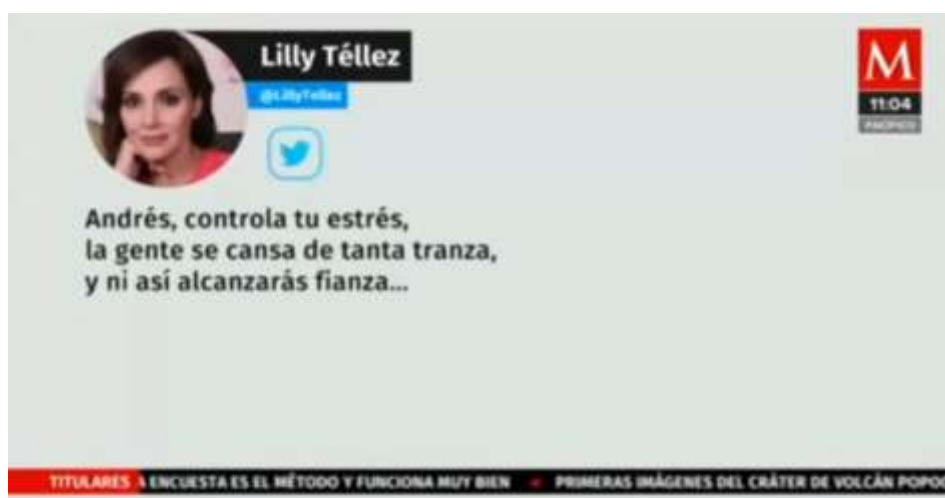 Lilly Téllez
@LillyTellez
M
11:04
PACÍFICO
Andrés, controla tu estrés,
la gente se cansa de tanta tranza,
y ni así alcanzarás fianza...
TITULARES ENCUESTA ES EL MÉTODO Y FUNCIONA MUY BIEN PRIMERAS IMÁGENES DEL CRÁTER DE VOLCÁN POPO